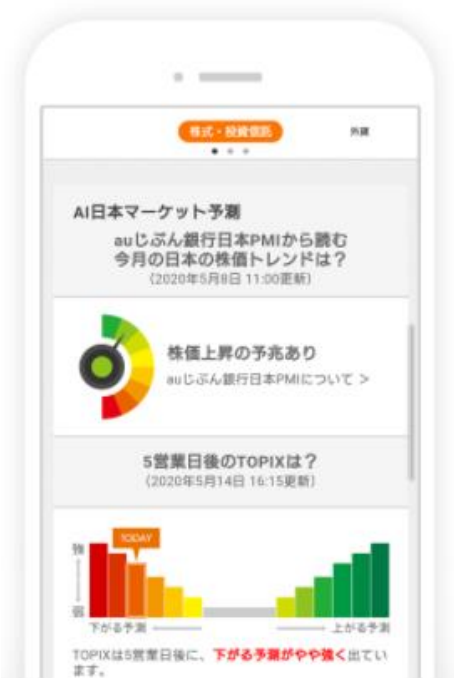 株式・投資信託
外貨
AI日本マーケット予測
auじぶん銀行日本PMIから読む
今月の日本の株価トレンドは？
（2020年5月8日 11:00更新）
株価上昇の予兆あり
auじぶん銀行日本PMIについて ＞
5営業日後のTOPIXは？
（2020年5月14日 16:15更新）
TODAY
強
弱
下がる予測
上がる予測
TOPIXは5営業日後に、下がる予測がやや強く出てい
ます。